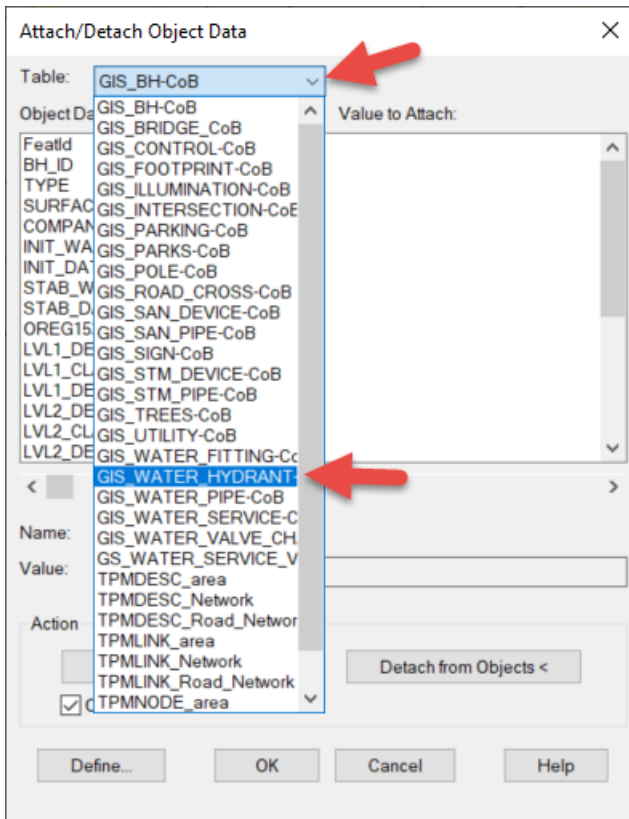 Attach/Detach Object Data
Table: GIS_BH-CoB
Object Da Value to Attach:
FeatId
BH_ID
TYPE
SURFAC
COMPAN
INIT_WA
INIT_DA
STAB_W
STAB_D
OREG15
LVL1_DE
LVL1_CL
LVL1_DE
LVL2_DE
LVL2_CL
LVL2_DE
GIS_BH-CoB
GIS_BRIDGE_CoB
GIS_CONTROL-CoB
GIS_FOOTPRINT-CoB
GIS_ILLUMINATION-CoB
GIS_INTERSECTION-CoE
GIS_PARKING-CoB
GIS_PARKS-CoB
GIS_POLE-CoB
GIS_ROAD_CROSS-CoB
GIS_SAN_DEVICE-CoB
GIS_SAN_PIPE-CoB
GIS_SIGN-CoB
GIS_STM_DEVICE-CoB
GIS_STM_PIPE-CoB
GIS_TREES-CoB
GIS_UTILITY-CoB
GIS_WATER_FITTING-Co
GIS_WATER_HYDRANT-
GIS_WATER_PIPE-CoB
GIS_WATER_SERVICE-C
GIS_WATER_VALVE_CH
GS_WATER_SERVICE_V
TPMDESC_area
TPMDESC_Network
TPMDESC_Road_Networ
TPMLINK_area
TPMLINK_Network
TPMLINK_Road_Network
TPMNODE_area
Name:
Value:
Action
Detach from Objects <
Define... OK Cancel Help